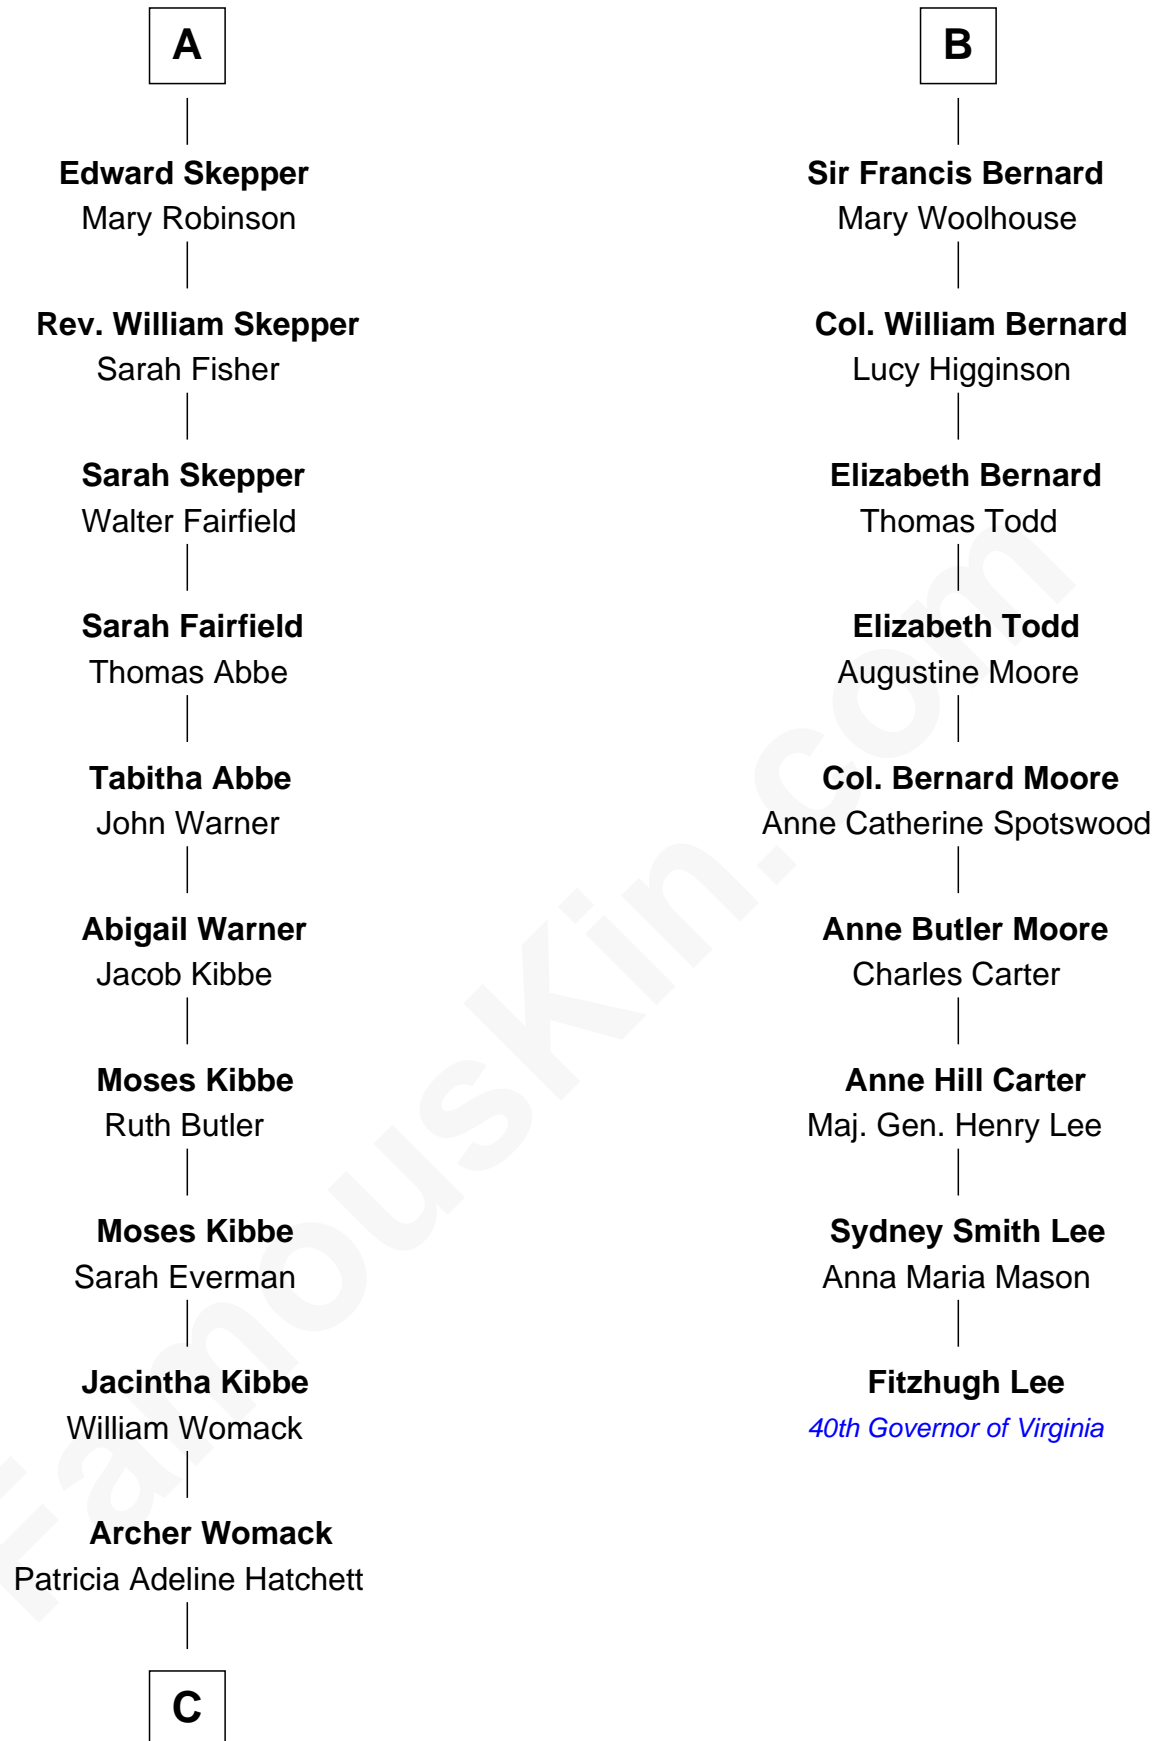 A
Edward Skepper
Mary Robinson
Rev. William Skepper
Sarah Fisher
Sarah Skepper
Walter Fairfield
Sarah Fairfield
Thomas Abbe
Tabitha Abbe
John Warner
Abigail Warner
Jacob Kibbe
Moses Kibbe
Ruth Butler
Moses Kibbe
Sarah Everman
Jacintha Kibbe
William Womack
Archer Womack
Patricia Adeline Hatchett
C
B
Sir Francis Bernard
Mary Woolhouse
Col. William Bernard
Lucy Higginson
Elizabeth Bernard
Thomas Todd
Elizabeth Todd
Augustine Moore
Col. Bernard Moore
Anne Catherine Spotswood
Anne Butler Moore
Charles Carter
Anne Hill Carter
Maj. Gen. Henry Lee
Sydney Smith Lee
Anna Maria Mason
Fitzhugh Lee
40th Governor of Virginia
FamousKin.com